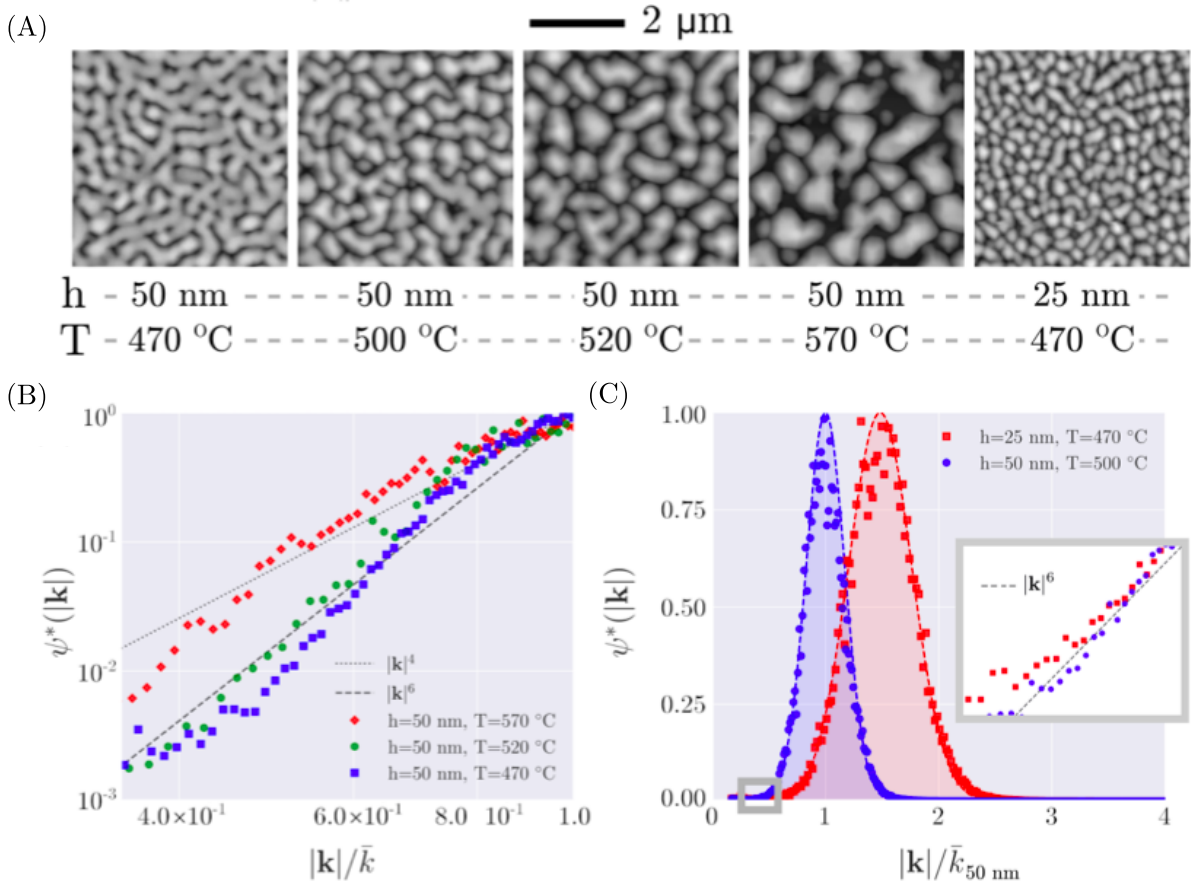 (A)
2 μm
h 50 nm 50 nm 50 nm 50 nm 25 nm
T 470 °C 500 °C 520 °C 570 °C 470 °C
(B)
ψ*(|k|)
10⁰
10⁻¹
10⁻²
10⁻³
|k|⁴
|k|⁶
h=50 nm, T=570 °C
h=50 nm, T=520 °C
h=50 nm, T=470 °C
4.0×10⁻¹ 6.0×10⁻¹ 8.0 10⁻¹ 1.0
|k|/k̄
(C)
ψ*(|k|)
1.00
0.75
0.50
0.25
0.00
h=25 nm, T=470 °C
h=50 nm, T=500 °C
|k|⁶
0 1 2 3 4
|k|/k̄₅₀ ₙₘ